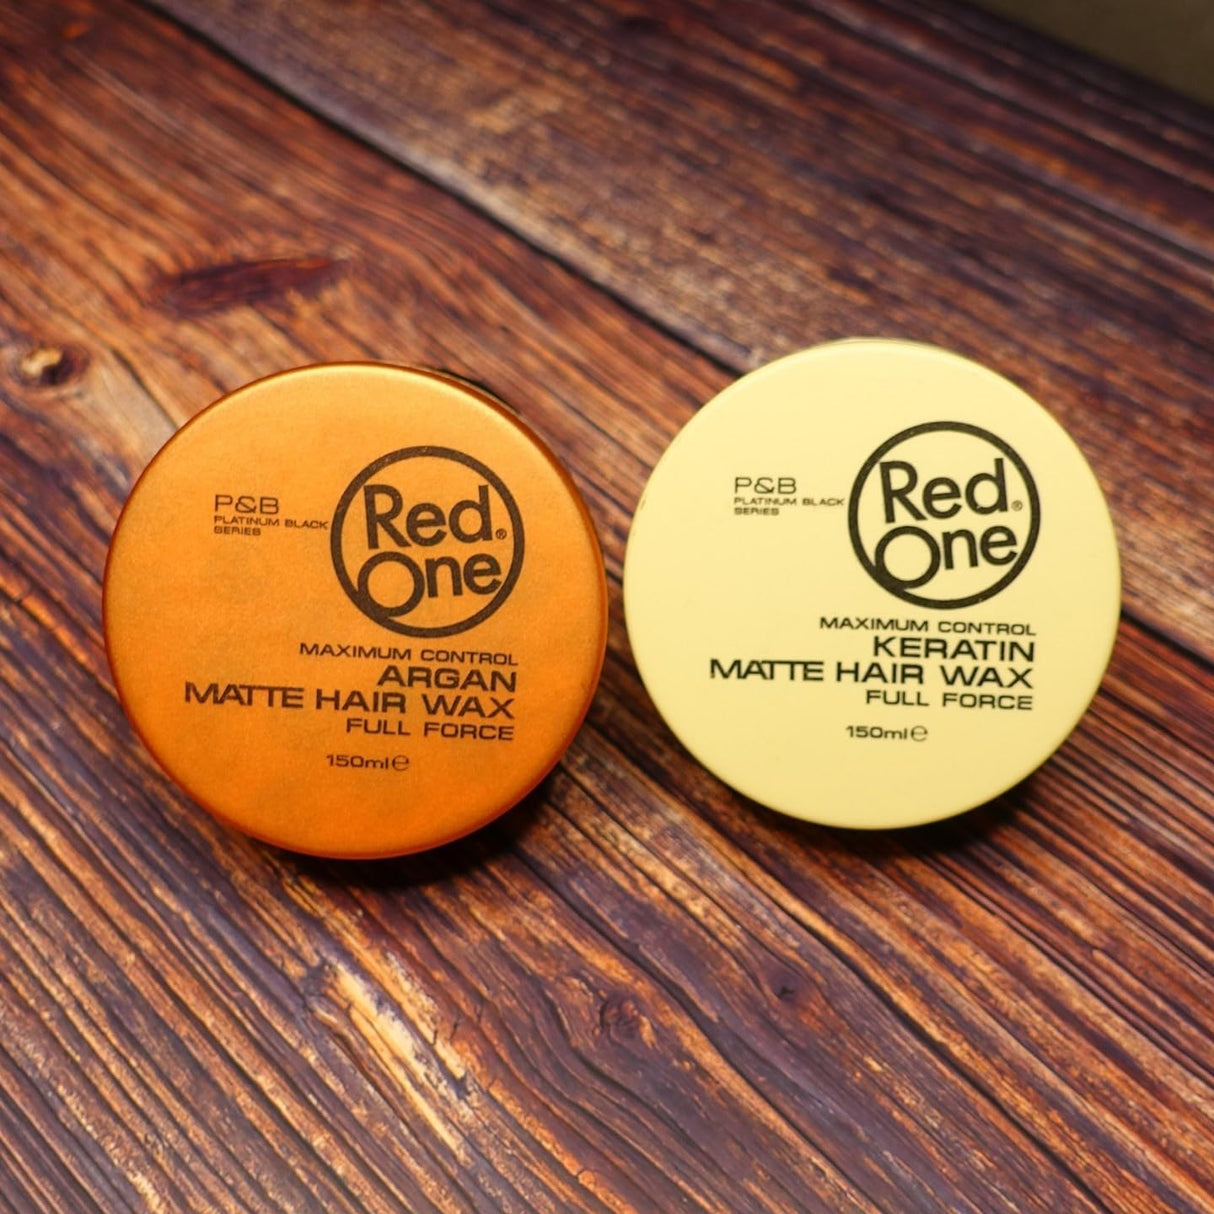 P&B
PLATINUM BLACK
SERIES
Red®
One
MAXIMUM CONTROL
ARGAN
MATTE HAIR WAX
FULL FORCE
150ml℮
P&B
PLATINUM BLACK
SERIES
Red®
One
MAXIMUM CONTROL
KERATIN
MATTE HAIR WAX
FULL FORCE
150ml℮